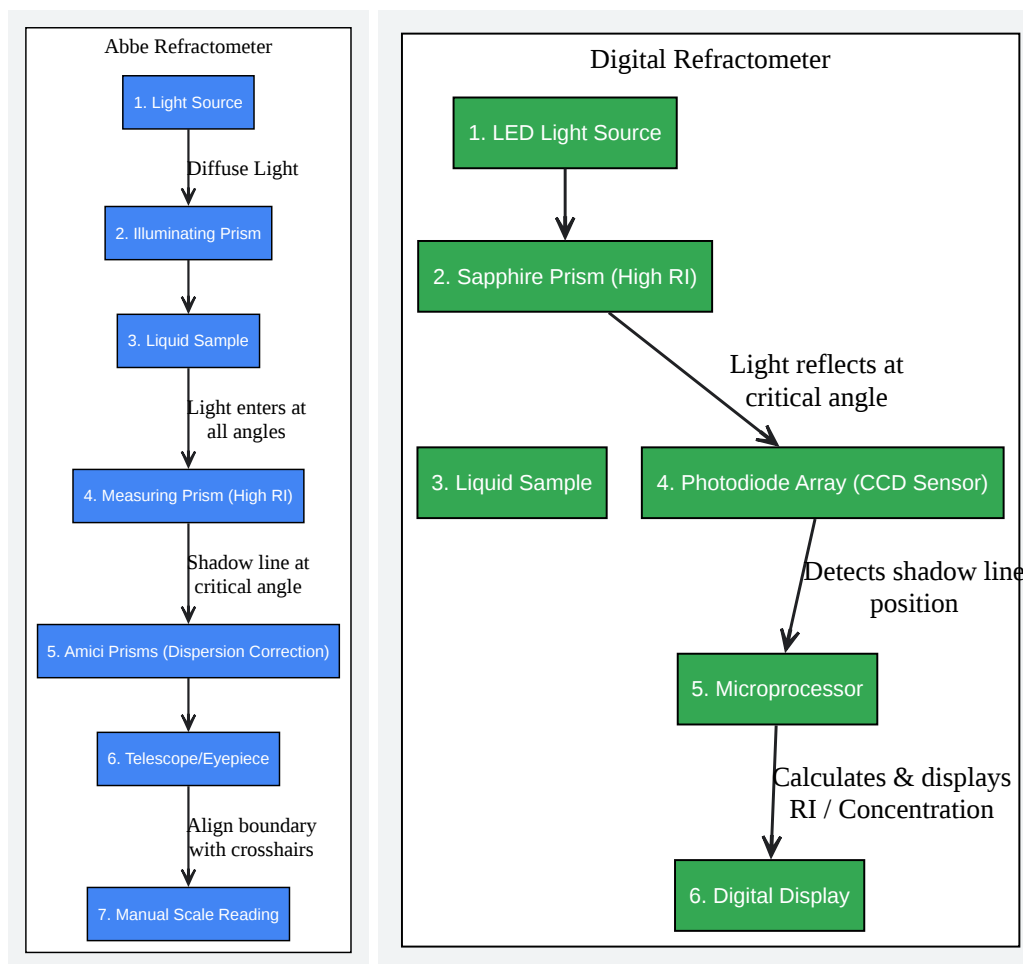 Abbe Refractometer
1. Light Source
Diffuse Light
2. Illuminating Prism
3. Liquid Sample
Light enters at
all angles
4. Measuring Prism (High RI)
Shadow line at
critical angle
5. Amici Prisms (Dispersion Correction)
6. Telescope/Eyepiece
Align boundary
with crosshairs
7. Manual Scale Reading
Digital Refractometer
1. LED Light Source
2. Sapphire Prism (High RI)
Light reflects at
critical angle
3. Liquid Sample
4. Photodiode Array (CCD Sensor)
Detects shadow line
position
5. Microprocessor
Calculates & displays
RI / Concentration
6. Digital Display